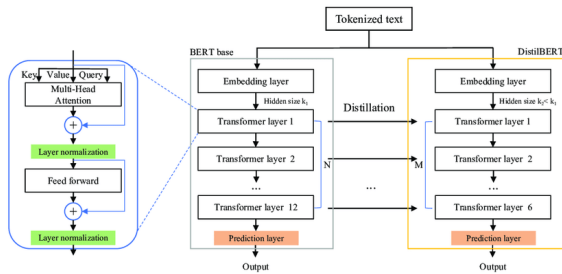 Tokenized text
BERT base
DistilBERT
Key
Value
Query
Multi-Head
Attention
+
Layer normalization
Feed forward
+
Layer normalization
Embedding layer
Hidden size k₁
Transformer layer 1
Transformer layer 2
...
Transformer layer 12
Prediction layer
Output
N
Distillation
...
M
Embedding layer
Hidden size k₂< k₁
Transformer layer 1
Transformer layer 2
...
Transformer layer 6
Prediction layer
Output